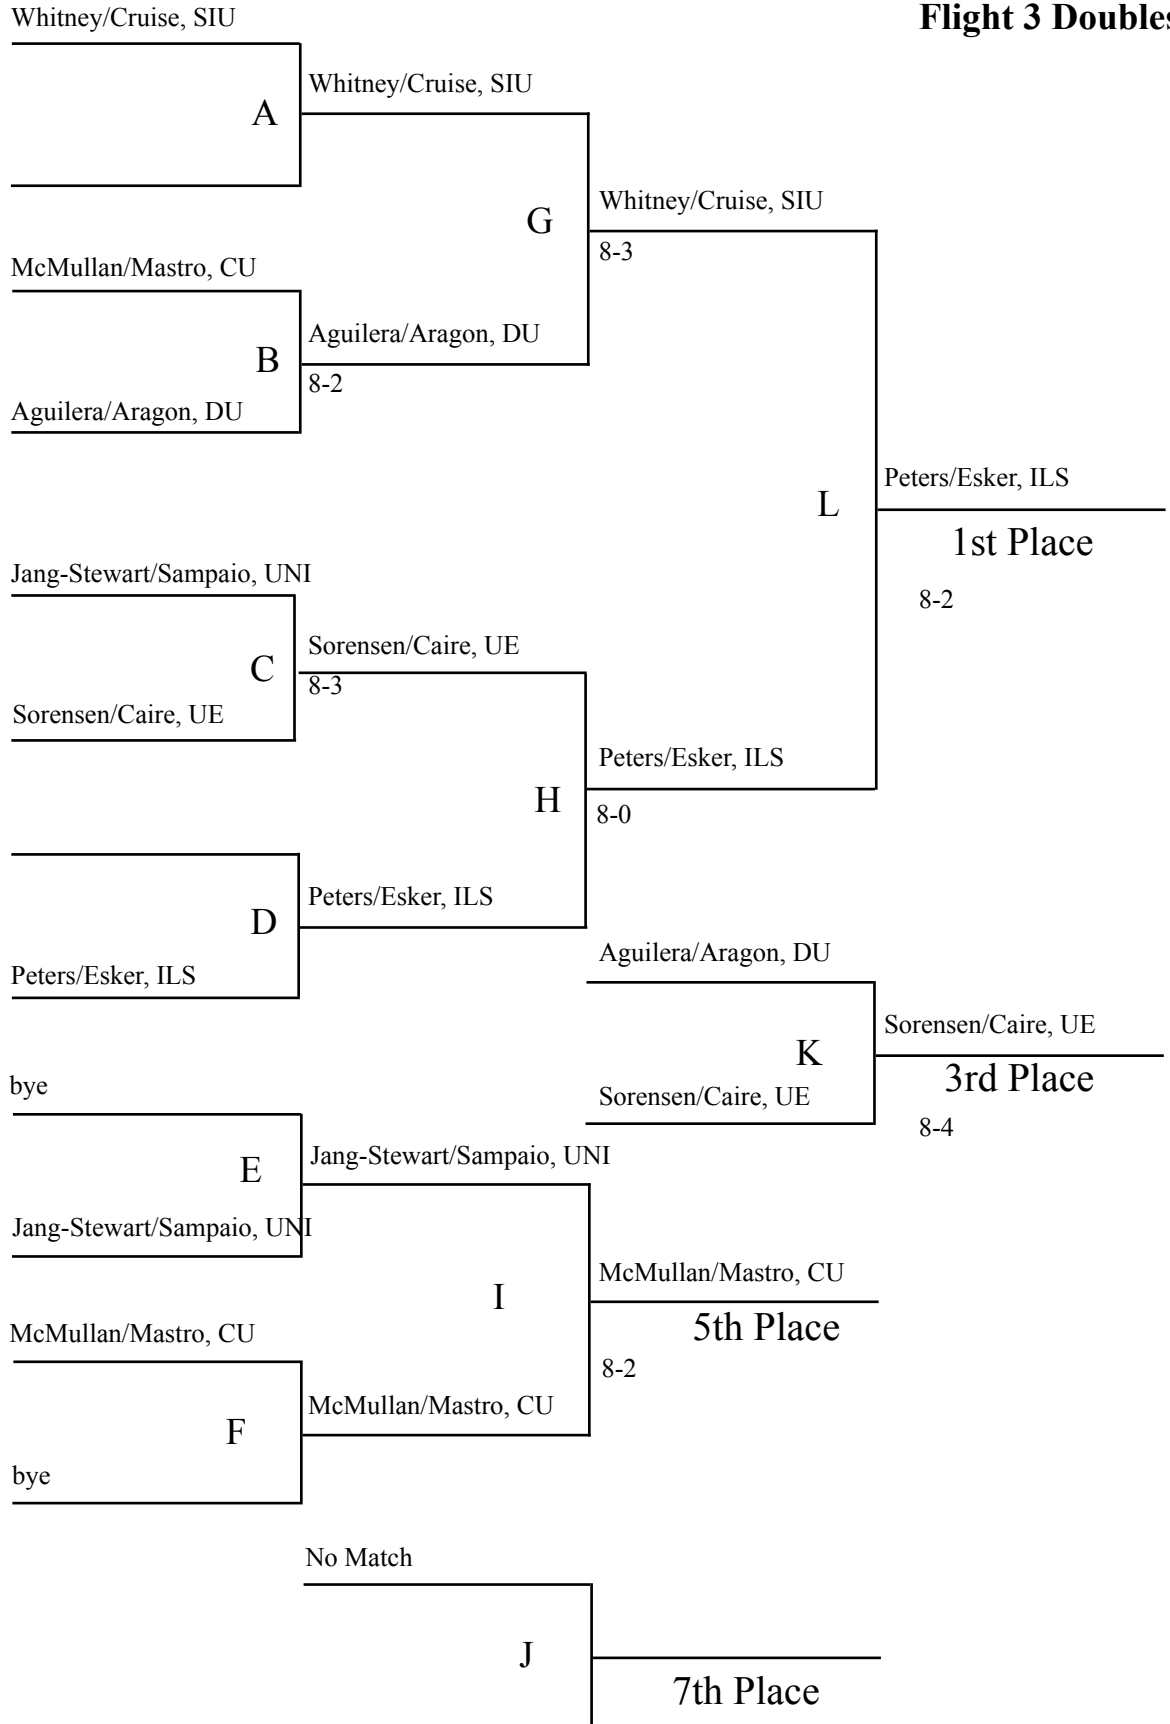 Whitney/Cruise, SIU
Flight 3 Doubles
Whitney/Cruise, SIU
A
Whitney/Cruise, SIU
G
8-3
McMullan/Mastro, CU
Aguilera/Aragon, DU
B
8-2
Aguilera/Aragon, DU
Peters/Esker, ILS
L
1st Place
Jang-Stewart/Sampaio, UNI
8-2
Sorensen/Caire, UE
C
8-3
Sorensen/Caire, UE
Peters/Esker, ILS
H
8-0
Peters/Esker, ILS
D
Aguilera/Aragon, DU
Peters/Esker, ILS
Sorensen/Caire, UE
K
3rd Place
bye
Sorensen/Caire, UE
8-4
Jang-Stewart/Sampaio, UNI
E
Jang-Stewart/Sampaio, UNI
McMullan/Mastro, CU
I
5th Place
McMullan/Mastro, CU
8-2
McMullan/Mastro, CU
F
bye
No Match
J
7th Place